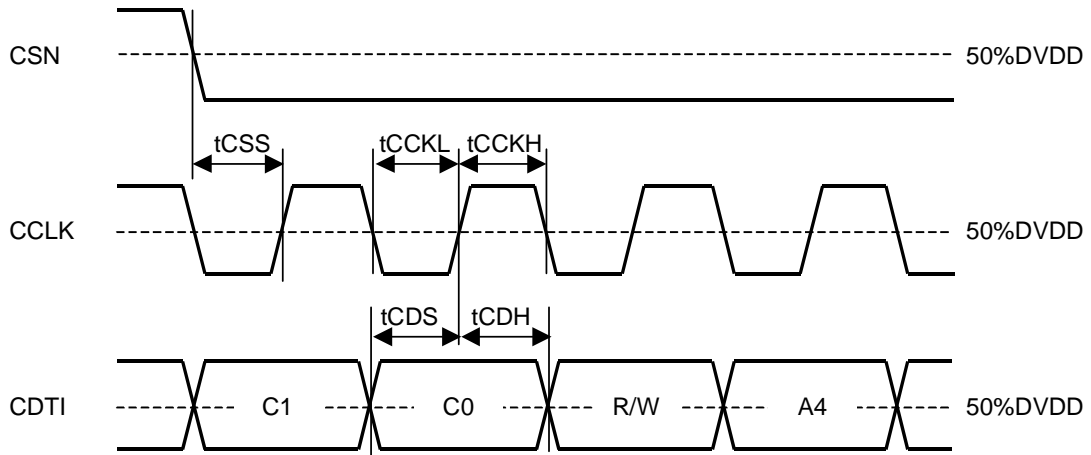 CSN 50%DVDD
tCSS tCCKL tCCKH
CCLK 50%DVDD
tCDS tCDH
CDTI C1 C0 R/W A4 50%DVDD